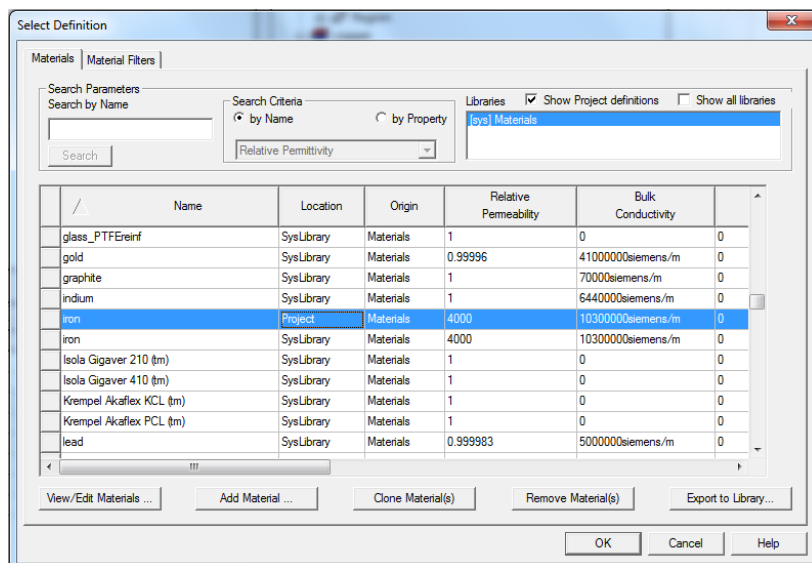 Select Definition
Materials
Material Filters
Search Parameters
Search by Name
Search
Search Criteria
by Name
by Property
Relative Permittivity
Libraries
Show Project definitions
Show all libraries
[sys] Materials
Name Location Origin Relative Permeability Bulk Conductivity
glass_PTFEreinf SysLibrary Materials 1 0 0
gold SysLibrary Materials 0.99996 41000000siemens/m 0
graphite SysLibrary Materials 1 70000siemens/m 0
indium SysLibrary Materials 1 6440000siemens/m 0
iron Project Materials 4000 10300000siemens/m 0
iron SysLibrary Materials 4000 10300000siemens/m 0
Isola Gigaver 210 (tm) SysLibrary Materials 1 0 0
Isola Gigaver 410 (tm) SysLibrary Materials 1 0 0
Krempel Akaflex KCL (tm) SysLibrary Materials 1 0 0
Krempel Akaflex PCL (tm) SysLibrary Materials 1 0 0
lead SysLibrary Materials 0.999983 5000000siemens/m 0
View/Edit Materials ... Add Material ... Clone Material(s) Remove Material(s) Export to Library...
OK Cancel Help